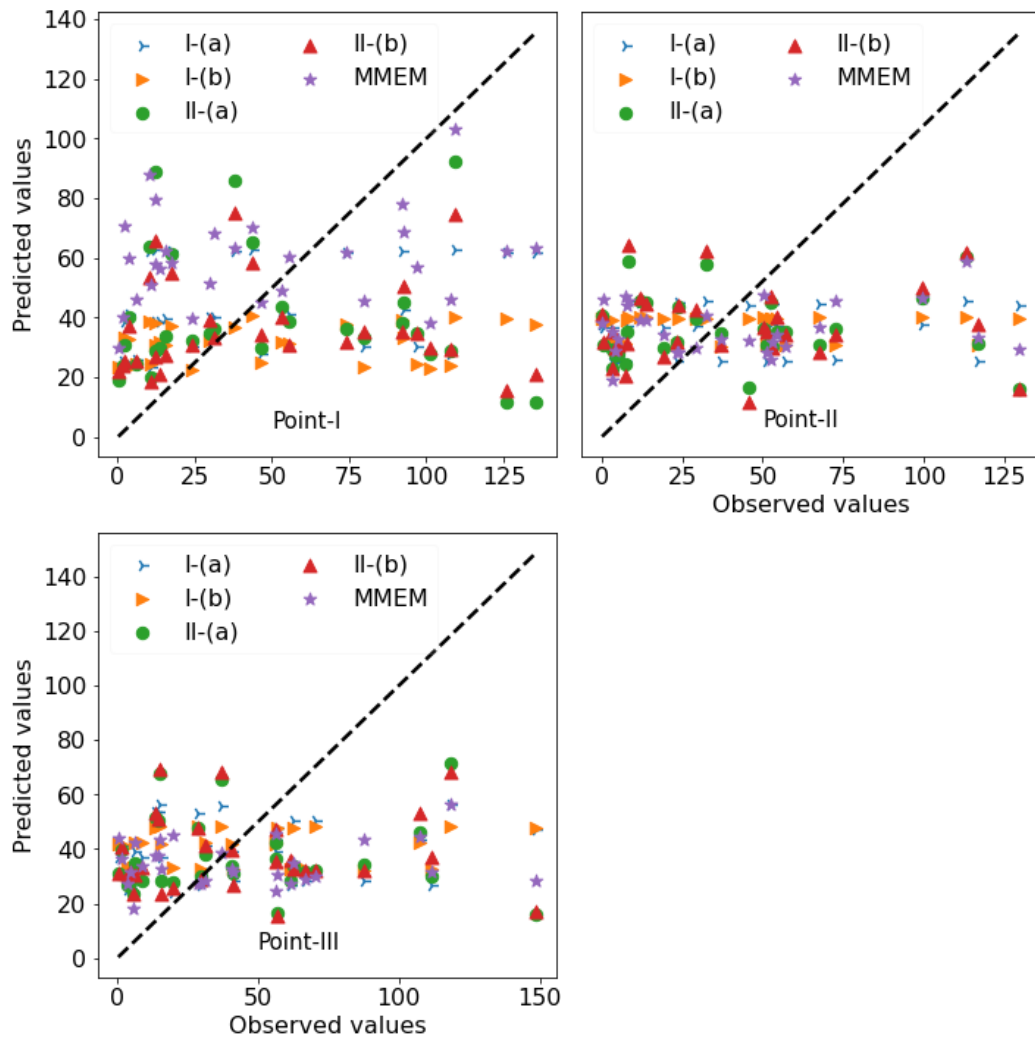 Predicted values
140
120
100
80
60
40
20
0
I-(a)
I-(b)
II-(a)
II-(b)
MMEM
Point-I
0
25
50
75
100
125
I-(a)
I-(b)
II-(a)
II-(b)
MMEM
Point-II
0
25
50
75
100
125
Observed values
Predicted values
140
120
100
80
60
40
20
0
I-(a)
I-(b)
II-(a)
II-(b)
MMEM
Point-III
0
50
100
150
Observed values